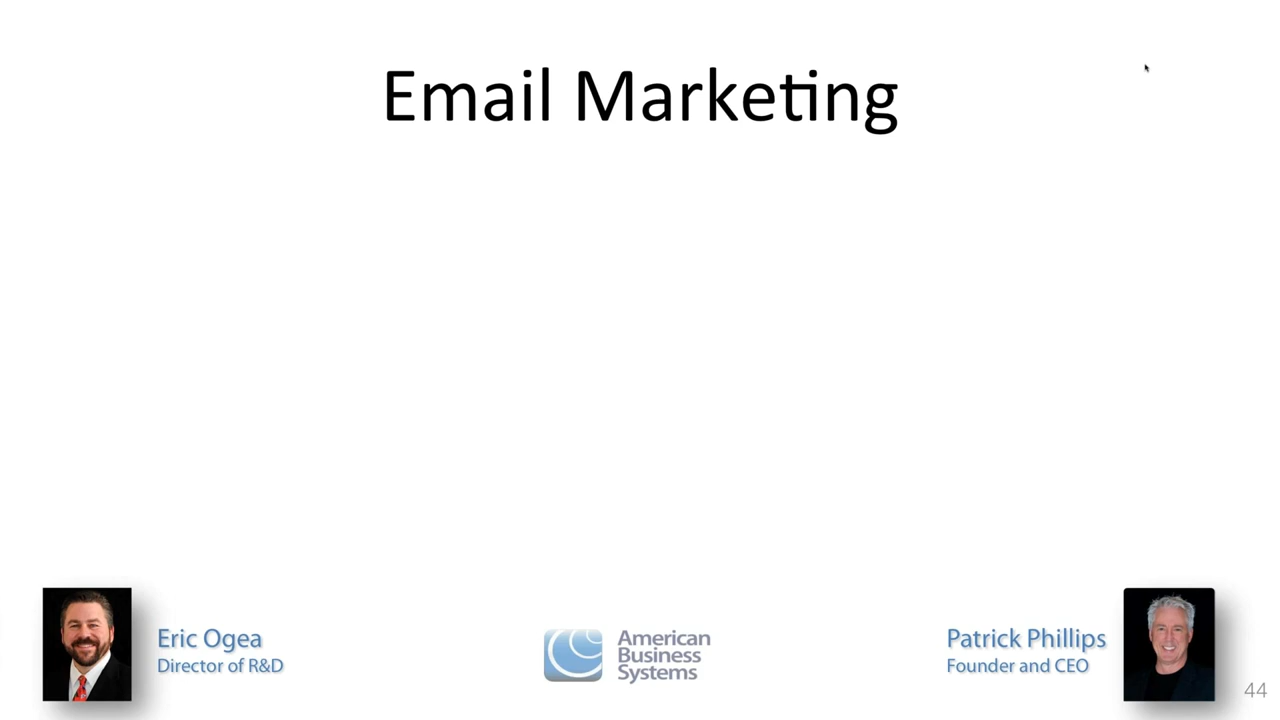 Email Marketing
Eric Ogea
Director of R&D
American
Business
Systems
Patrick Phillips
Founder and CEO
44